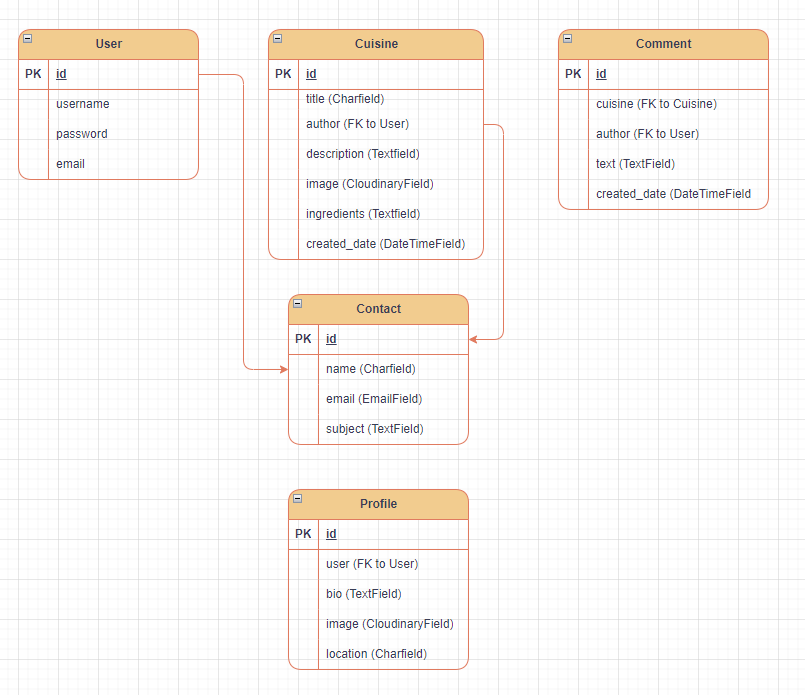 User
PK id
username
password
email
Cuisine
PK id
title (Charfield)
author (FK to User)
description (Textfield)
image (CloudinaryField)
ingredients (Textfield)
created_date (DateTimeField)
Comment
PK id
cuisine (FK to Cuisine)
author (FK to User)
text (TextField)
created_date (DateTimeField
Contact
PK id
name (Charfield)
email (EmailField)
subject (TextField)
Profile
PK id
user (FK to User)
bio (TextField)
image (CloudinaryField)
location (Charfield)